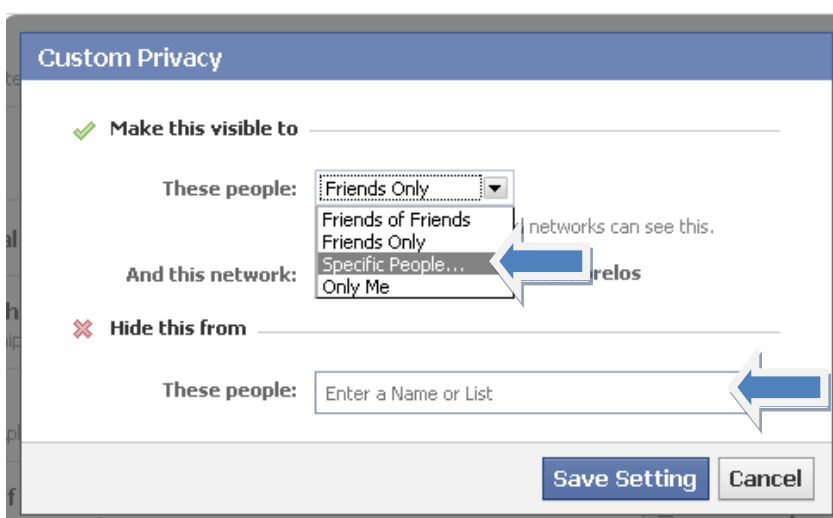 Custom Privacy
Make this visible to
These people: Friends Only
Friends of Friends
networks can see this.
Friends Only
Specific People...
And this network:
Only Me
Hide this from
These people: Enter a Name or List
Save Setting Cancel